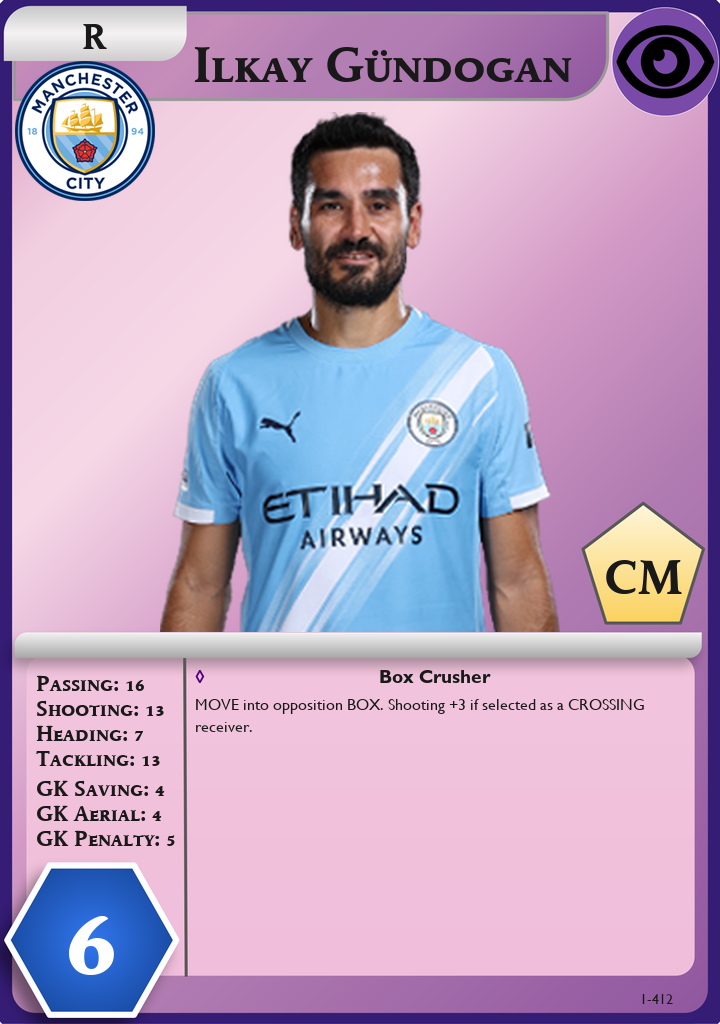 R
Ilkay Gündogan
MANCHESTER
18 94
CITY
ETIHAD
AIRWAYS
CM
Passing: 16
Shooting: 13
Heading: 7
Tackling: 13
GK Saving: 4
GK Aerial: 4
GK Penalty: 5
6
◊ Box Crusher
MOVE into opposition BOX. Shooting +3 if selected as a CROSSING
receiver.
1-412